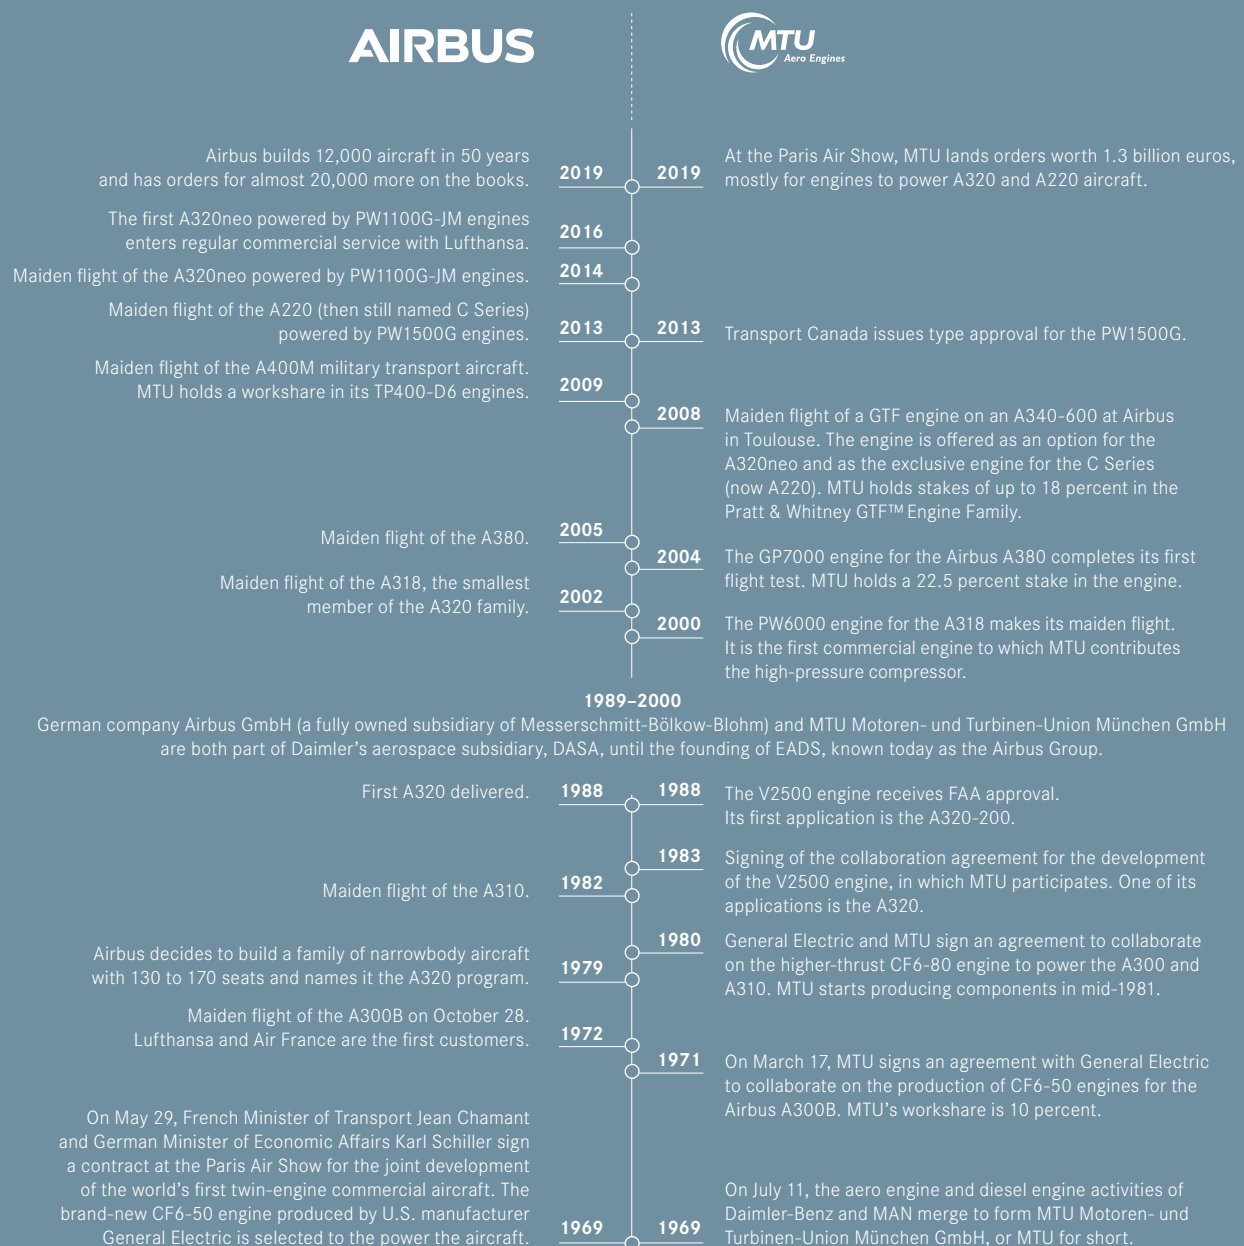 AIRBUS
MTU
Aero Engines
Airbus builds 12,000 aircraft in 50 years
and has orders for almost 20,000 more on the books.
2019
2019
At the Paris Air Show, MTU lands orders worth 1.3 billion euros,
mostly for engines to power A320 and A220 aircraft.
The first A320neo powered by PW1100G-JM engines
enters regular commercial service with Lufthansa.
2016
Maiden flight of the A320neo powered by PW1100G-JM engines.
2014
Maiden flight of the A220 (then still named C Series)
powered by PW1500G engines.
2013
2013
Transport Canada issues type approval for the PW1500G.
Maiden flight of the A400M military transport aircraft.
MTU holds a workshare in its TP400-D6 engines.
2009
2008
Maiden flight of a GTF engine on an A340-600 at Airbus
in Toulouse. The engine is offered as an option for the
A320neo and as the exclusive engine for the C Series
(now A220). MTU holds stakes of up to 18 percent in the
Pratt & Whitney GTF™ Engine Family.
Maiden flight of the A380.
2005
2004
The GP7000 engine for the Airbus A380 completes its first
flight test. MTU holds a 22.5 percent stake in the engine.
Maiden flight of the A318, the smallest
member of the A320 family.
2002
2000
The PW6000 engine for the A318 makes its maiden flight.
It is the first commercial engine to which MTU contributes
the high-pressure compressor.
1989–2000
German company Airbus GmbH (a fully owned subsidiary of Messerschmitt-Bölkow-Blohm) and MTU Motoren- und Turbinen-Union München GmbH
are both part of Daimler's aerospace subsidiary, DASA, until the founding of EADS, known today as the Airbus Group.
First A320 delivered.
1988
1988
The V2500 engine receives FAA approval.
Its first application is the A320-200.
1983
Signing of the collaboration agreement for the development
of the V2500 engine, in which MTU participates. One of its
applications is the A320.
Maiden flight of the A310.
1982
1980
General Electric and MTU sign an agreement to collaborate
on the higher-thrust CF6-80 engine to power the A300 and
A310. MTU starts producing components in mid-1981.
Airbus decides to build a family of narrowbody aircraft
with 130 to 170 seats and names it the A320 program.
1979
Maiden flight of the A300B on October 28.
Lufthansa and Air France are the first customers.
1972
1971
On March 17, MTU signs an agreement with General Electric
to collaborate on the production of CF6-50 engines for the
Airbus A300B. MTU's workshare is 10 percent.
On May 29, French Minister of Transport Jean Chamant
and German Minister of Economic Affairs Karl Schiller sign
a contract at the Paris Air Show for the joint development
of the world's first twin-engine commercial aircraft. The
brand-new CF6-50 engine produced by U.S. manufacturer
General Electric is selected to the power the aircraft.
1969
1969
On July 11, the aero engine and diesel engine activities of
Daimler-Benz and MAN merge to form MTU Motoren- und
Turbinen-Union München GmbH, or MTU for short.